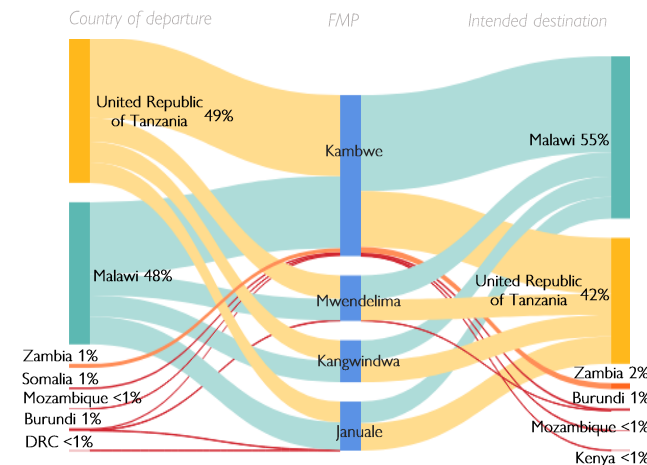 Country of departure
FMP
Intended destination
United Republic
of Tanzania 49%
Malawi 48%
Zambia 1%
Somalia 1%
Mozambique <1%
Burundi 1%
DRC <1%
Kambwe
Mwendelima
Kangwindwa
Januale
Malawi 55%
United Republic
of Tanzania 42%
Zambia 2%
Burundi 1%
Mozambique <1%
Kenya <1%